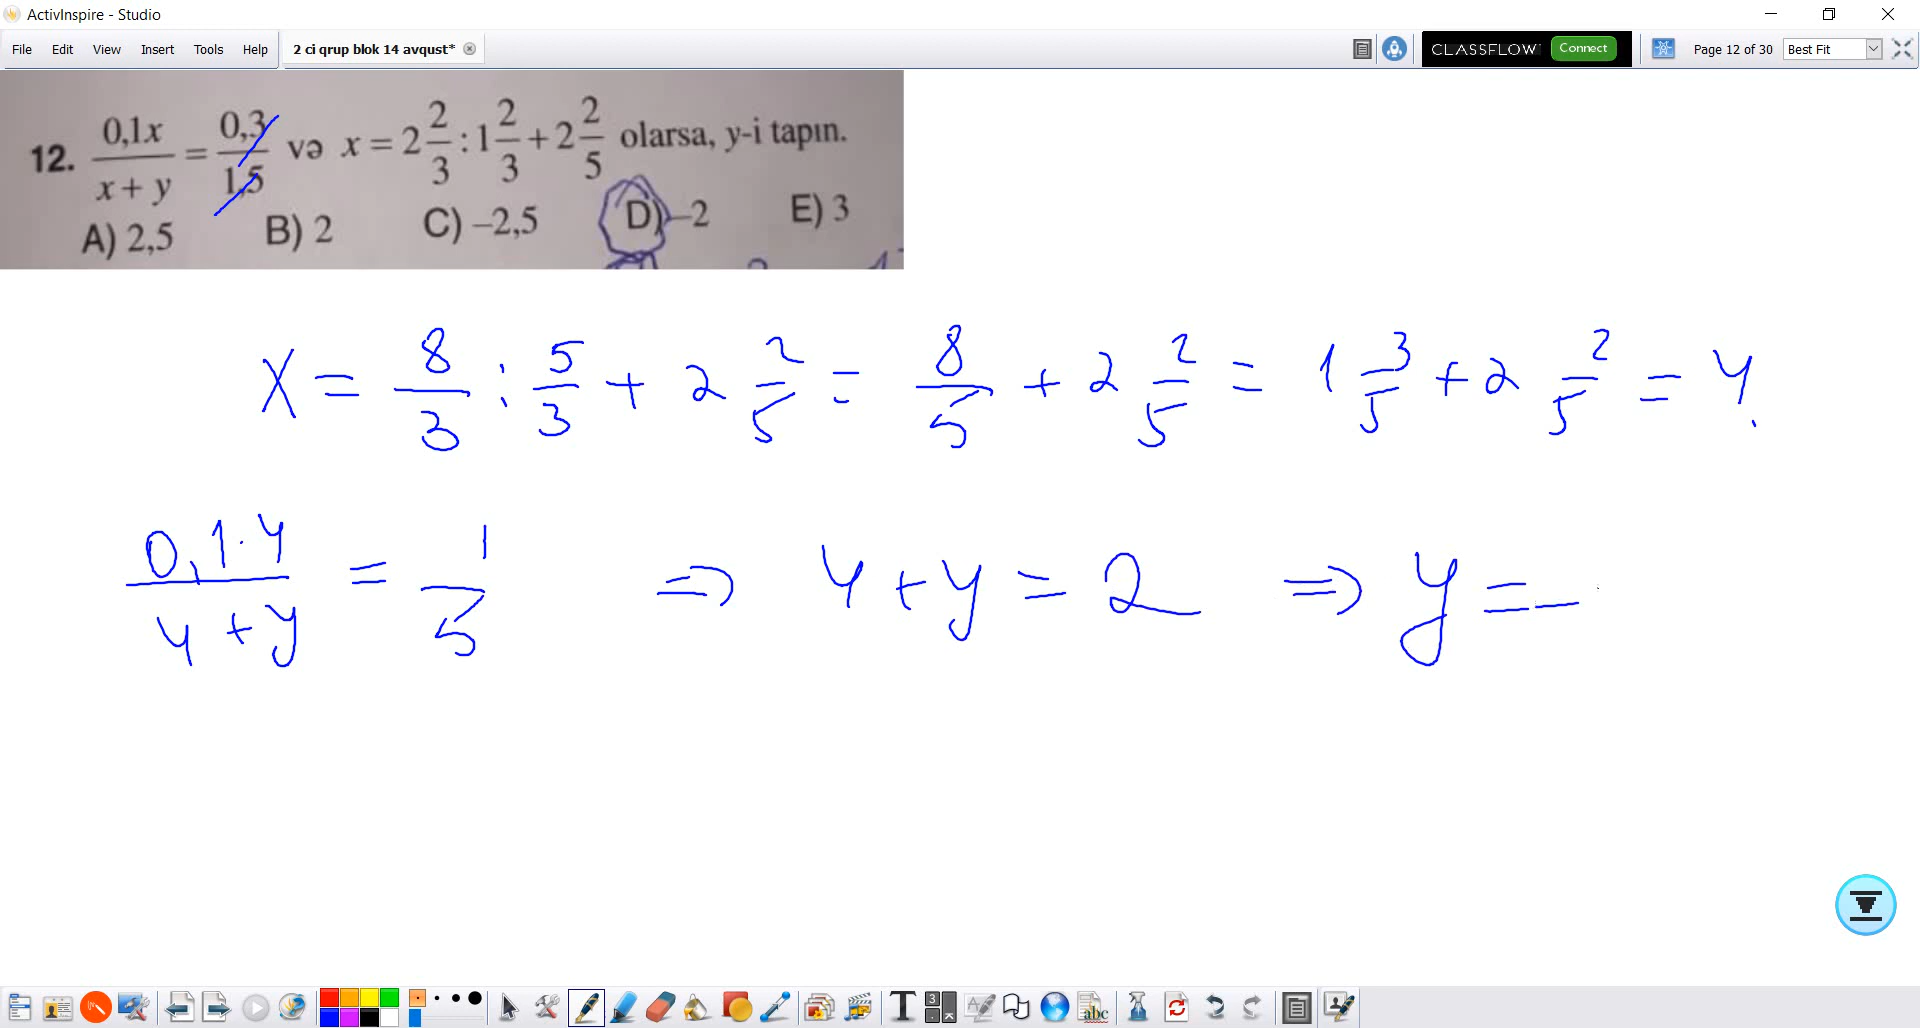 ActivInspire - Studio
File Edit View Insert Tools Help 2 ci qrup blok 14 avqust* CLASSFLOW Connect Page 12 of 30 Best Fit
12. 0,1x/(x + y) = 0,3/1,5 və x = 2 2/3 : 1 2/3 + 2 2/5 olarsa, y-i tapın.
A) 2,5 B) 2 C) –2,5 D) –2 E) 3
X = 8/3 : 5/3 + 2 2/5 = 8/5 + 2 2/5 = 1 3/5 + 2 2/5 = 4.
0,1·4/(4+y) = 1/5 ⇒ 4+y=2 ⇒ y=–